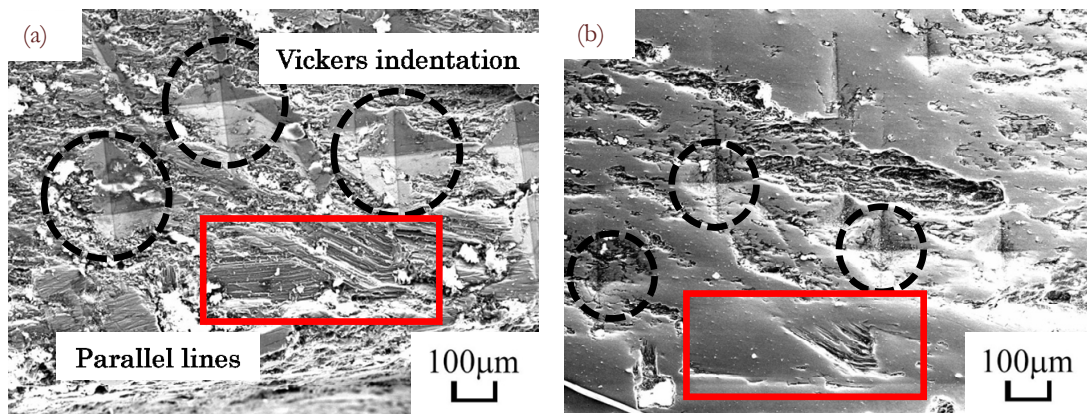 (a)
Vickers indentation
Parallel lines
100μm
(b)
100μm